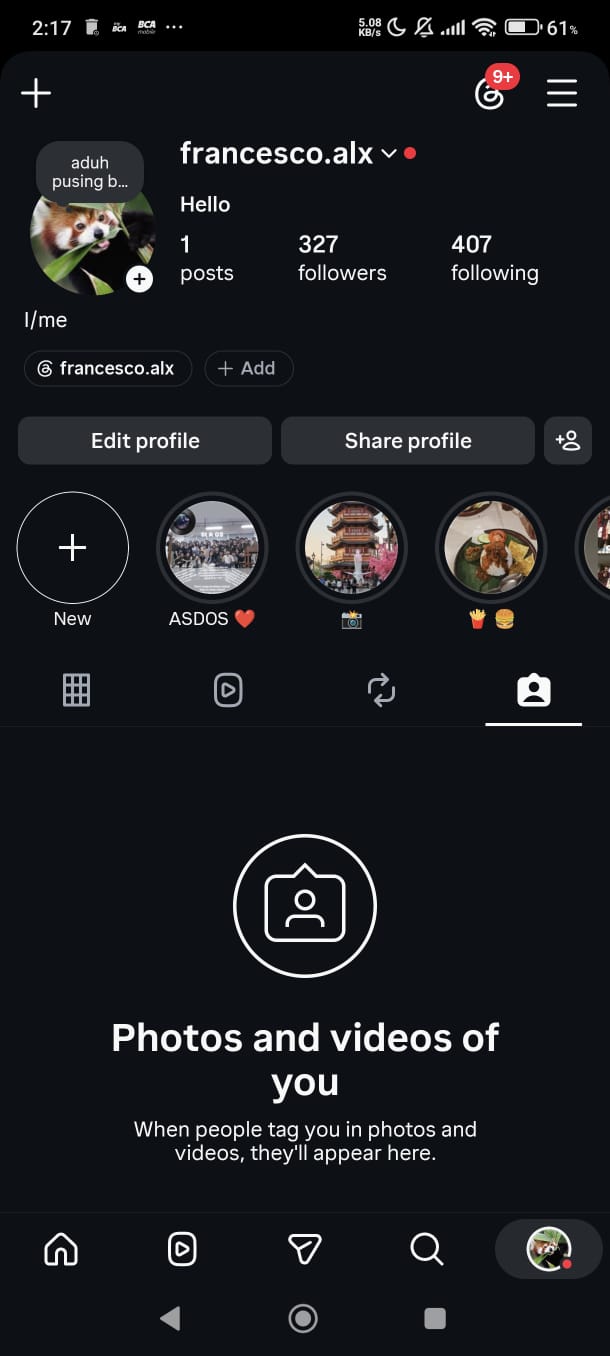 2:17
my BCA
BCA mobile
5.08 KB/s
61%
9+
aduh
pusing b...
francesco.alx
Hello
1 327 407
posts followers following
I/me
francesco.alx + Add
Edit profile Share profile
New ASDOS ❤️ 📸 🍟 🍔
Photos and videos of
you
When people tag you in photos and
videos, they'll appear here.